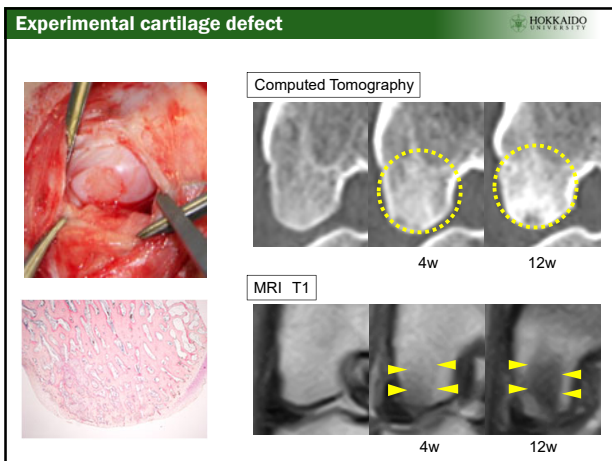 Experimental cartilage defect
HOKKAIDO
UNIVERSITY
Computed Tomography
4w
12w
MRI T1
4w
12w